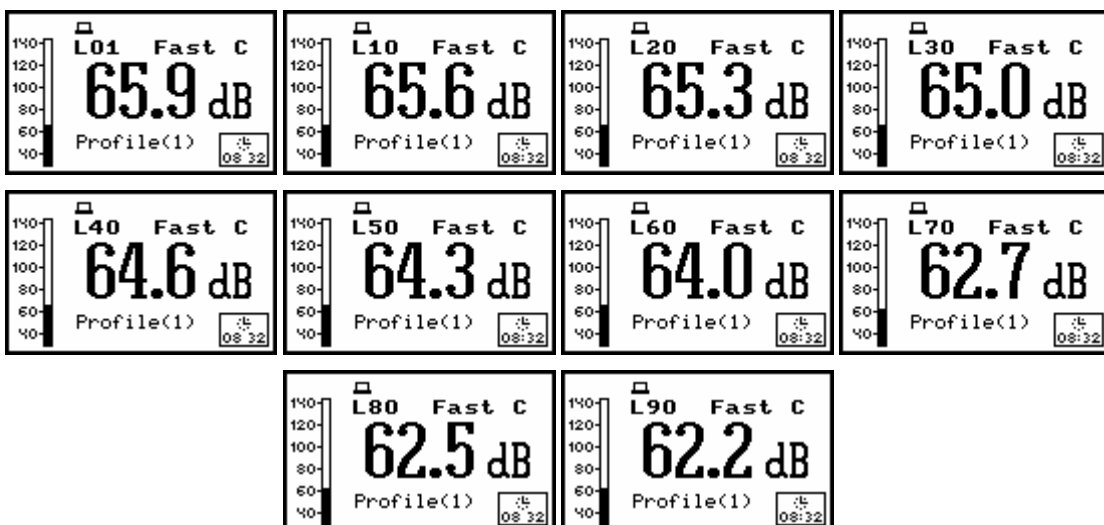 L01 Fast C
140
120
100
80
60
40
65.9 dB
Profile(1)
08 32
L10 Fast C
140
120
100
80
60
40
65.6 dB
Profile(1)
08:32
L20 Fast C
140
120
100
80
60
40
65.3 dB
Profile(1)
08 32
L30 Fast C
140
120
100
80
60
40
65.0 dB
Profile(1)
08:32
L40 Fast C
140
120
100
80
60
40
64.6 dB
Profile(1)
08 32
L50 Fast C
140
120
100
80
60
40
64.3 dB
Profile(1)
08:32
L60 Fast C
140
120
100
80
60
40
64.0 dB
Profile(1)
08 32
L70 Fast C
140
120
100
80
60
40
62.7 dB
Profile(1)
08:32
L80 Fast C
140
120
100
80
60
40
62.5 dB
Profile(1)
08 32
L90 Fast C
140
120
100
80
60
40
62.2 dB
Profile(1)
08:32